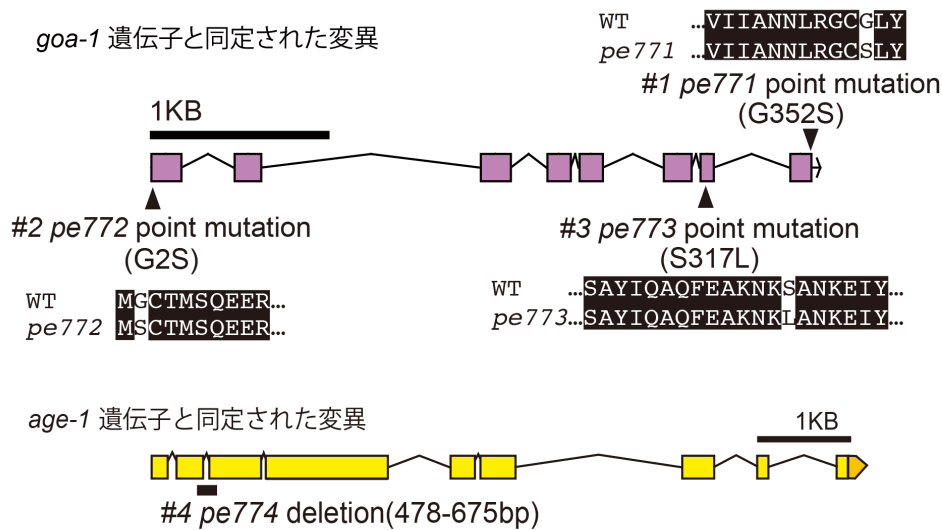 goa-1 遺伝子と同定された変異
WT ...VIIANNLRGCGLY
pe771 ...VIIANNLRGCSLY
#1 pe771 point mutation
(G352S)
1KB
#2 pe772 point mutation
(G2S)
WT MGCTMSQEER...
pe772 MSCTMSQEER...
#3 pe773 point mutation
(S317L)
WT ...SAYIQAQFEAKNKSANKEIY...
pe773...SAYIQAQFEAKNKLANKEIY...
age-1 遺伝子と同定された変異
1KB
#4 pe774 deletion(478-675bp)